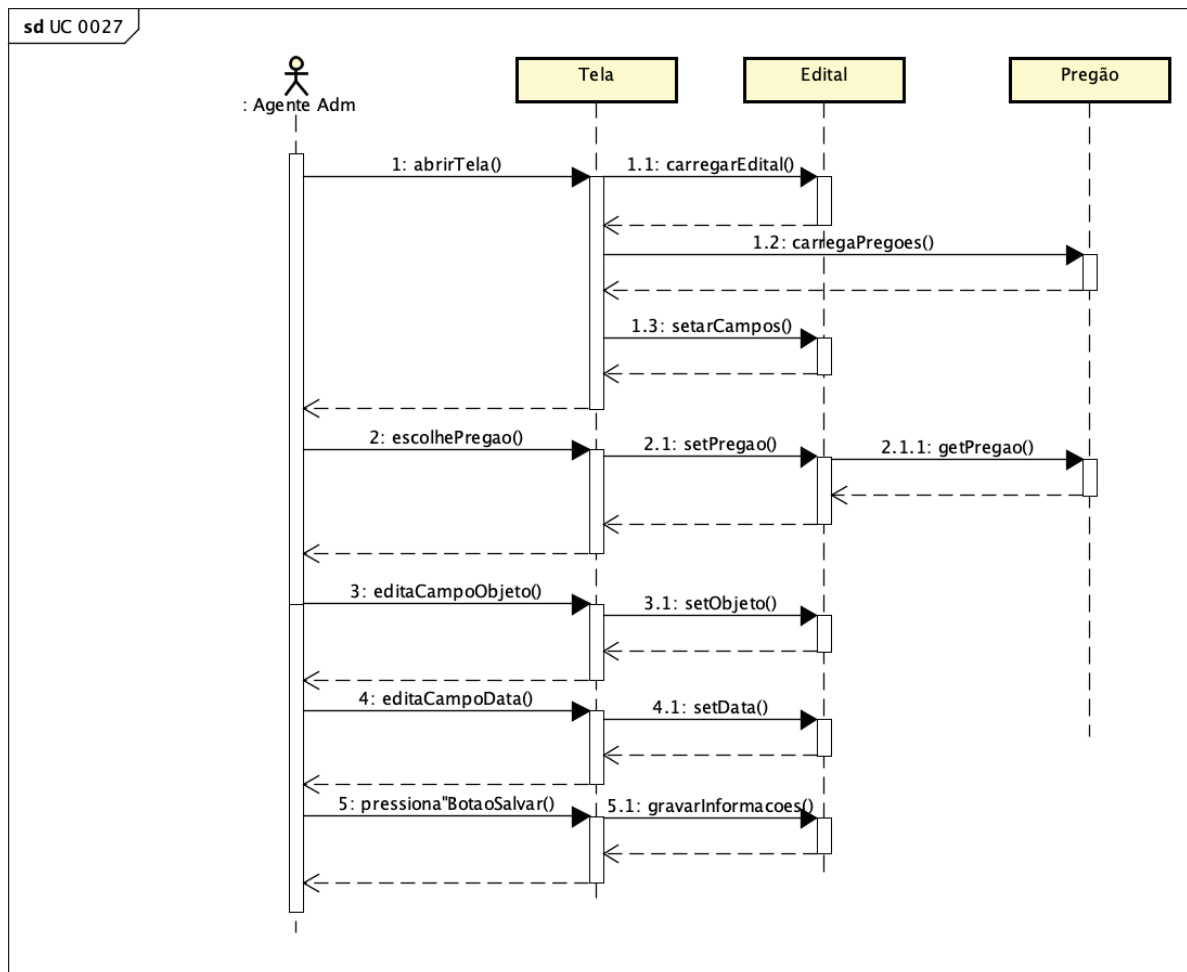 sd UC 0027
: Agente Adm
Tela
Edital
Pregão
1: abrirTela()
1.1: carregarEdital()
1.2: carregaPregoes()
1.3: setarCampos()
2: escolhePregao()
2.1: setPregao()
2.1.1: getPregao()
3: editaCampoObjeto()
3.1: setObjeto()
4: editaCampoData()
4.1: setData()
5: pressiona"BotaoSalvar()
5.1: gravarInformacoes()